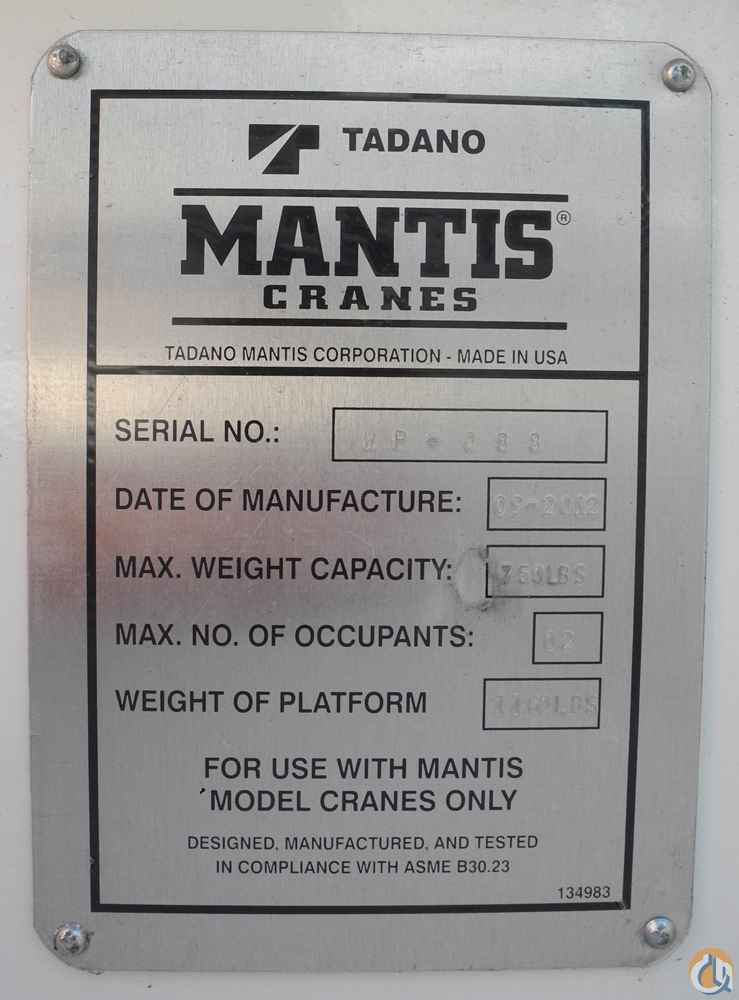 TADANO
MANTIS®
CRANES
TADANO MANTIS CORPORATION - MADE IN USA
SERIAL NO.:
DATE OF MANUFACTURE:
MAX. WEIGHT CAPACITY: 750LBS
MAX. NO. OF OCCUPANTS: 02
WEIGHT OF PLATFORM
FOR USE WITH MANTIS
MODEL CRANES ONLY
DESIGNED, MANUFACTURED, AND TESTED
IN COMPLIANCE WITH ASME B30.23
134983